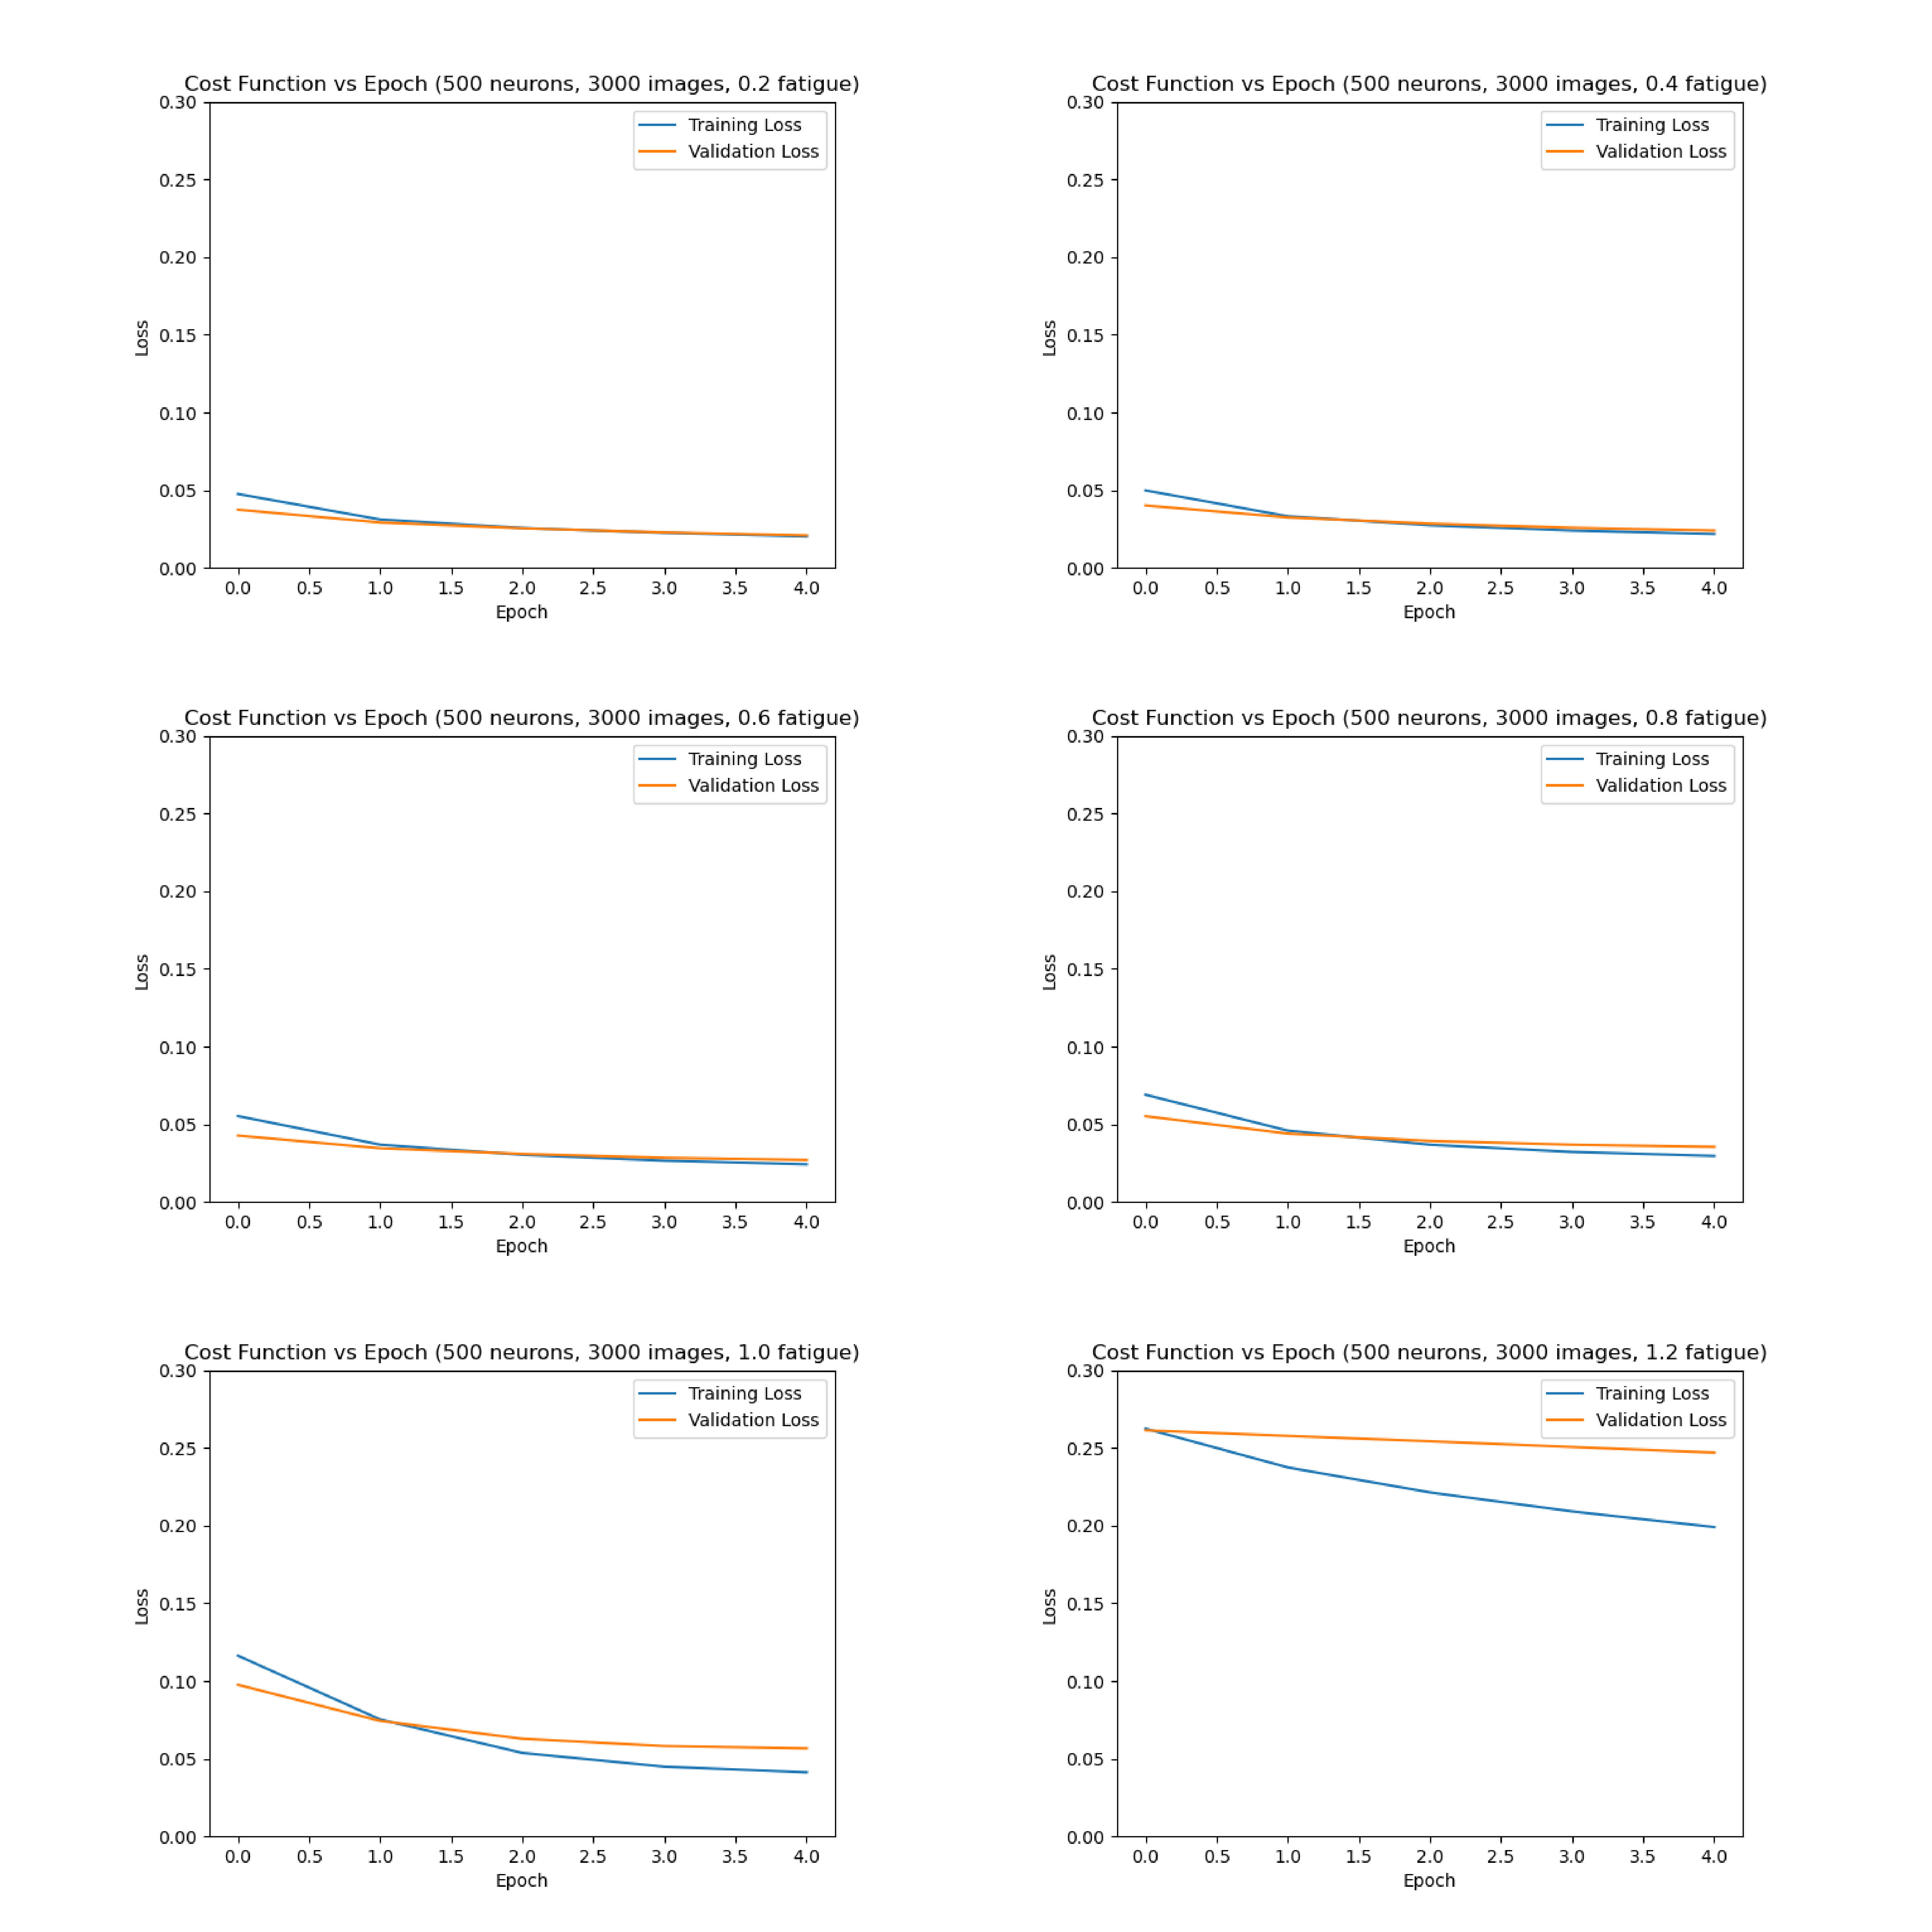 Cost Function vs Epoch (500 neurons, 3000 images, 0.2 fatigue)
0.30
0.25
0.20
0.15
0.10
0.05
0.00
Loss
Training Loss
Validation Loss
0.0 0.5 1.0 1.5 2.0 2.5 3.0 3.5 4.0
Epoch
Cost Function vs Epoch (500 neurons, 3000 images, 0.4 fatigue)
0.30
0.25
0.20
0.15
0.10
0.05
0.00
Loss
Training Loss
Validation Loss
0.0 0.5 1.0 1.5 2.0 2.5 3.0 3.5 4.0
Epoch
Cost Function vs Epoch (500 neurons, 3000 images, 0.6 fatigue)
0.30
0.25
0.20
0.15
0.10
0.05
0.00
Loss
Training Loss
Validation Loss
0.0 0.5 1.0 1.5 2.0 2.5 3.0 3.5 4.0
Epoch
Cost Function vs Epoch (500 neurons, 3000 images, 0.8 fatigue)
0.30
0.25
0.20
0.15
0.10
0.05
0.00
Loss
Training Loss
Validation Loss
0.0 0.5 1.0 1.5 2.0 2.5 3.0 3.5 4.0
Epoch
Cost Function vs Epoch (500 neurons, 3000 images, 1.0 fatigue)
0.30
0.25
0.20
0.15
0.10
0.05
0.00
Loss
Training Loss
Validation Loss
0.0 0.5 1.0 1.5 2.0 2.5 3.0 3.5 4.0
Epoch
Cost Function vs Epoch (500 neurons, 3000 images, 1.2 fatigue)
0.30
0.25
0.20
0.15
0.10
0.05
0.00
Loss
Training Loss
Validation Loss
0.0 0.5 1.0 1.5 2.0 2.5 3.0 3.5 4.0
Epoch